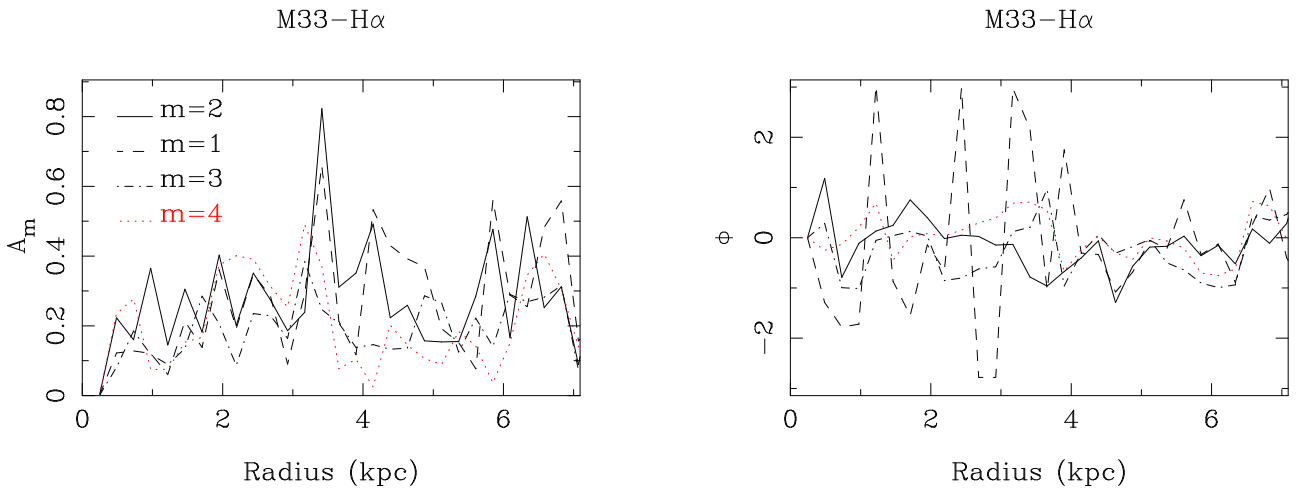 M33-Hα
A_m
0
0.2
0.4
0.6
0.8
m=2
m=1
m=3
m=4
0
2
4
6
Radius (kpc)
M33-Hα
φ
-2
0
2
0
2
4
6
Radius (kpc)